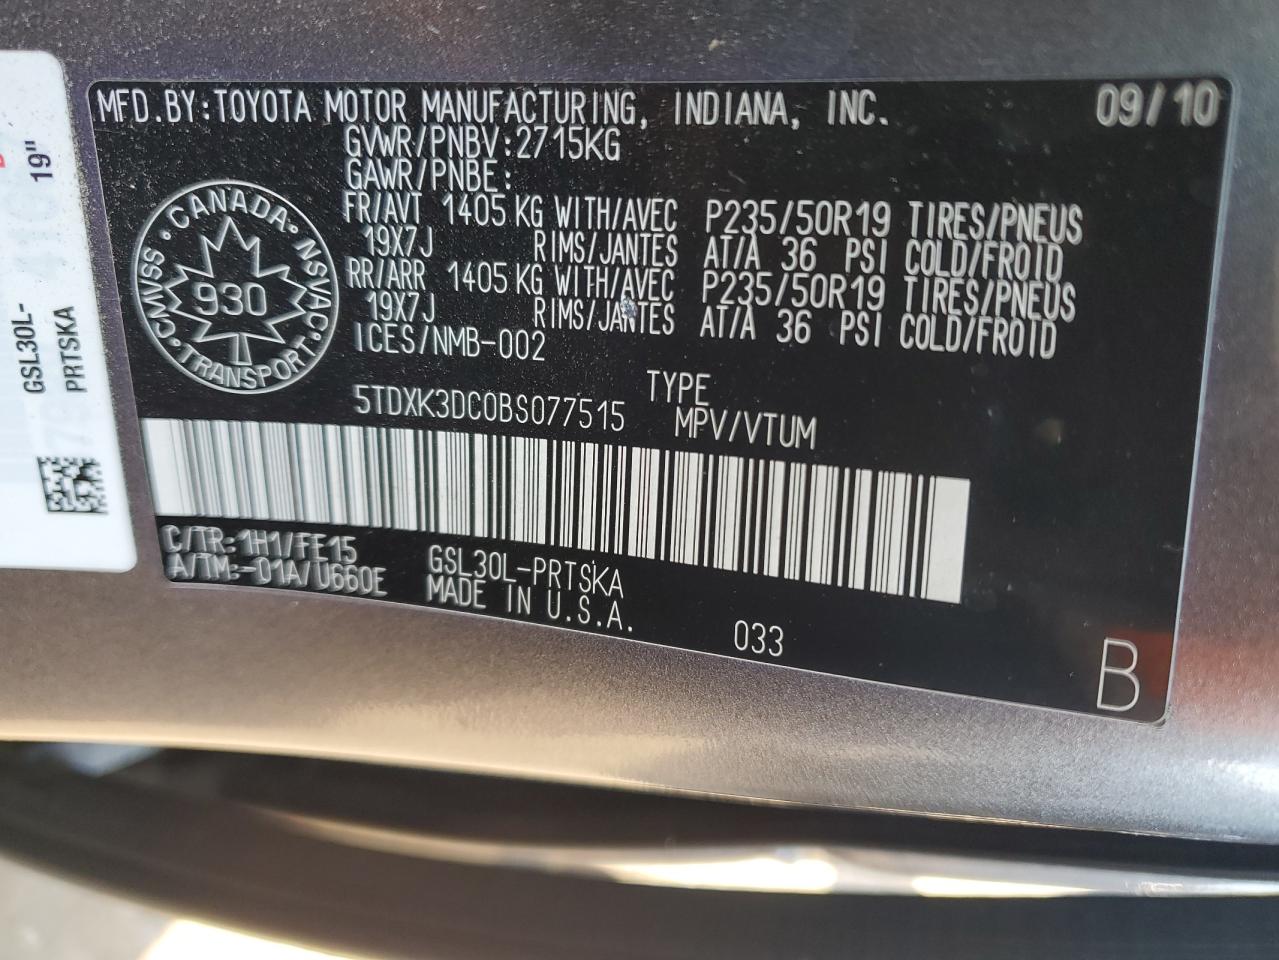 MFD.BY:TOYOTA MOTOR MANUFACTURING, INDIANA, INC. 09/10
GVWR/PNBV:2715KG
GAWR/PNBE:
FR/AVT 1405 KG WITH/AVEC P235/50R19 TIRES/PNEUS
19X7J RIMS/JANTES AT/À 36 PSI COLD/FROID
RR/ARR 1405 KG WITH/AVEC P235/50R19 TIRES/PNEUS
19X7J RIMS/JANTES AT/À 36 PSI COLD/FROID
ICES/NMB-002
CANADA
CMVSS · NSVAC
930
TRANSPORT
5TDXK3DC0BS077515 TYPE
MPV/VTUM
C/TR:1H1/FE15
A/TM:-01A/U660E
GSL30L-PRTSKA
MADE IN U.S.A.
033
B
19"
GSL30L-
PRTSKA